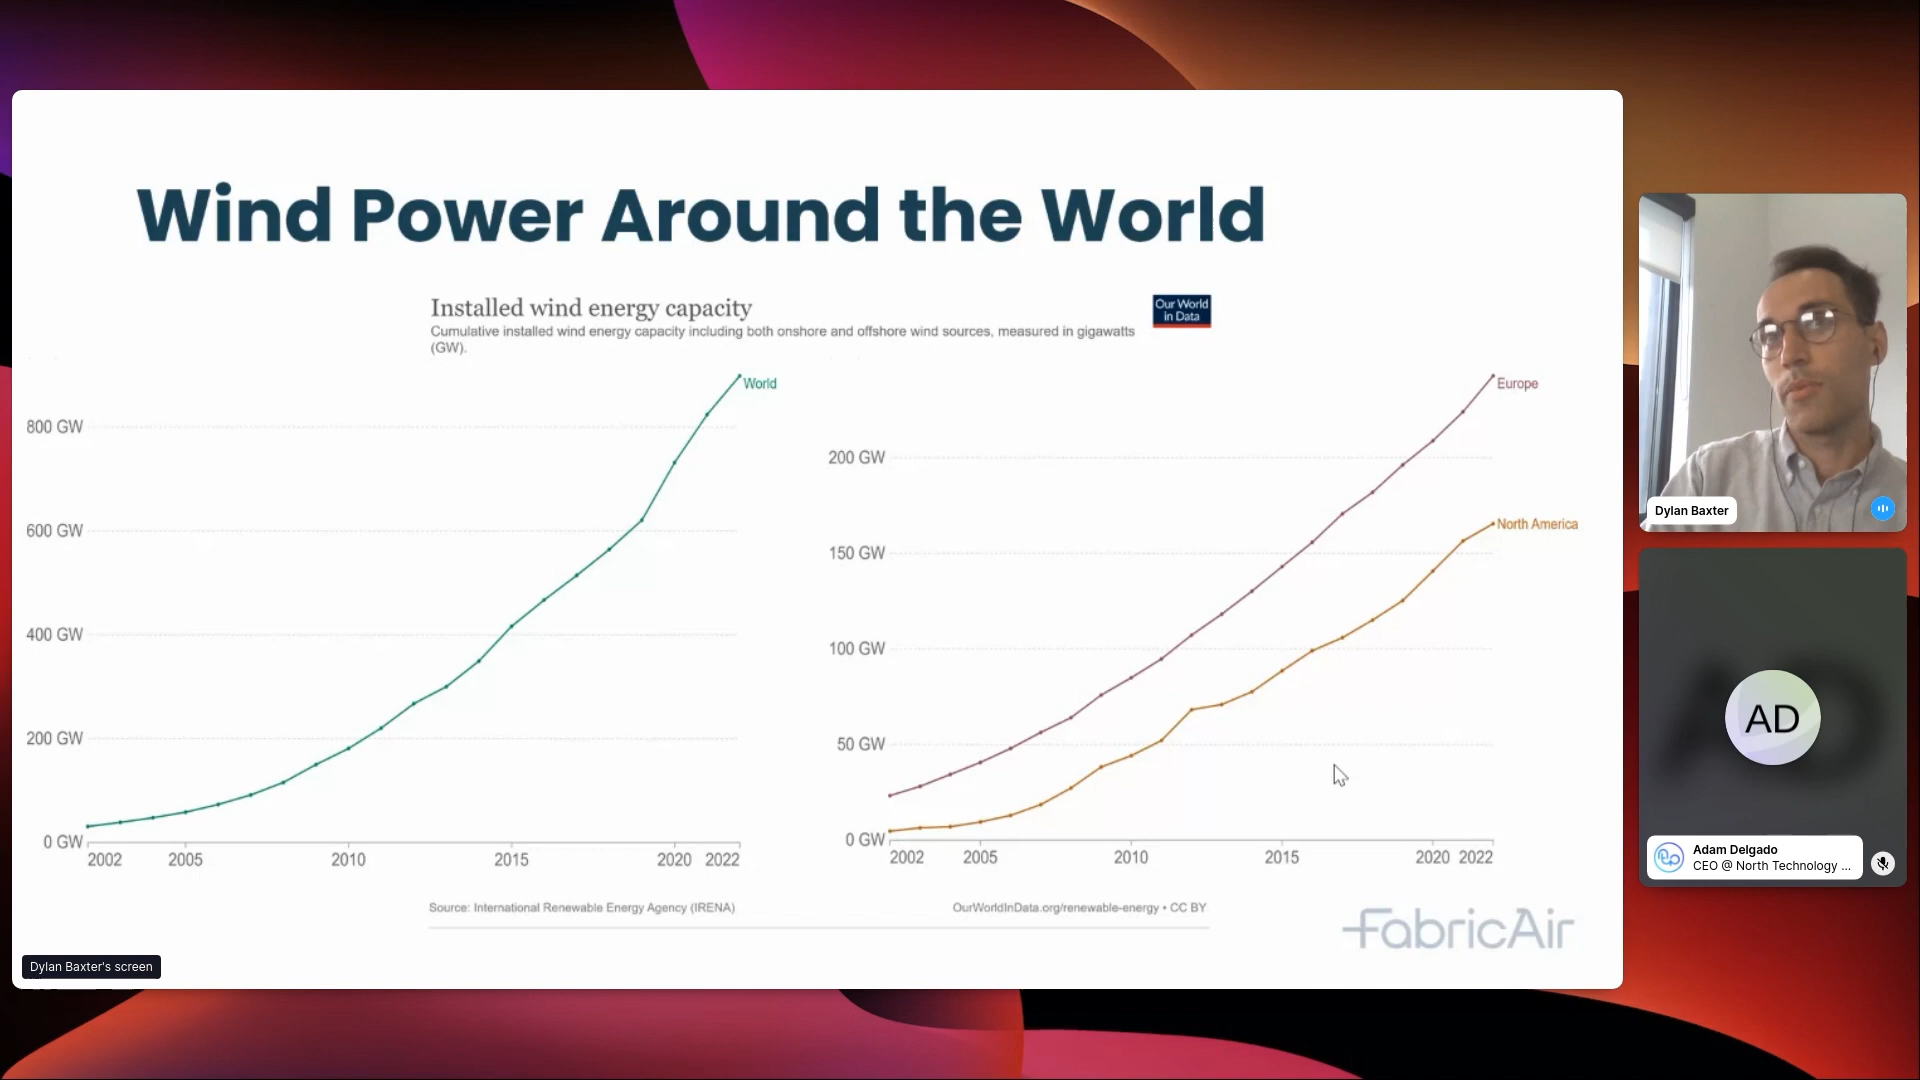 Wind Power Around the World
Installed wind energy capacity
Cumulative installed wind energy capacity including both onshore and offshore wind sources, measured in gigawatts
(GW).
Our World
in Data
World
800 GW
600 GW
400 GW
200 GW
0 GW
2002 2005 2010 2015 2020 2022
Europe
200 GW
North America
150 GW
100 GW
50 GW
0 GW
2002 2005 2010 2015 2020 2022
Source: International Renewable Energy Agency (IRENA)
OurWorldInData.org/renewable-energy • CC BY
FabricAir
Dylan Baxter's screen
Dylan Baxter
AD
Adam Delgado
CEO @ North Technology ...